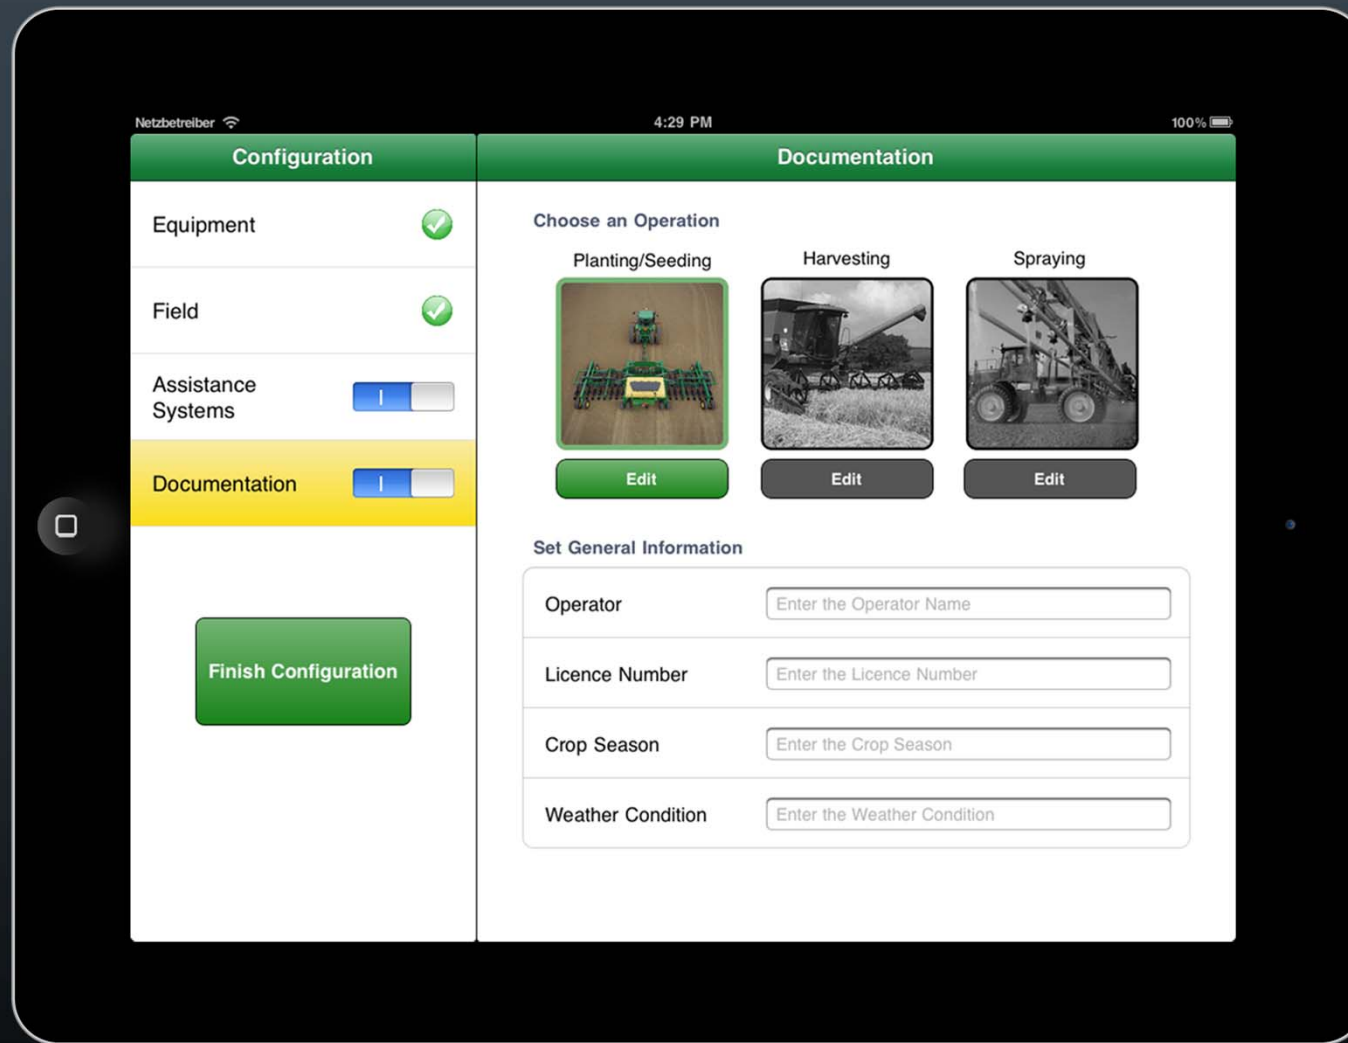 Netzbetreiber
4:29 PM
100%
Configuration
Documentation
Equipment
Field
Assistance
Systems
Documentation
Finish Configuration
Choose an Operation
Planting/Seeding
Harvesting
Spraying
Edit
Edit
Edit
Set General Information
Operator
Enter the Operator Name
Licence Number
Enter the Licence Number
Crop Season
Enter the Crop Season
Weather Condition
Enter the Weather Condition